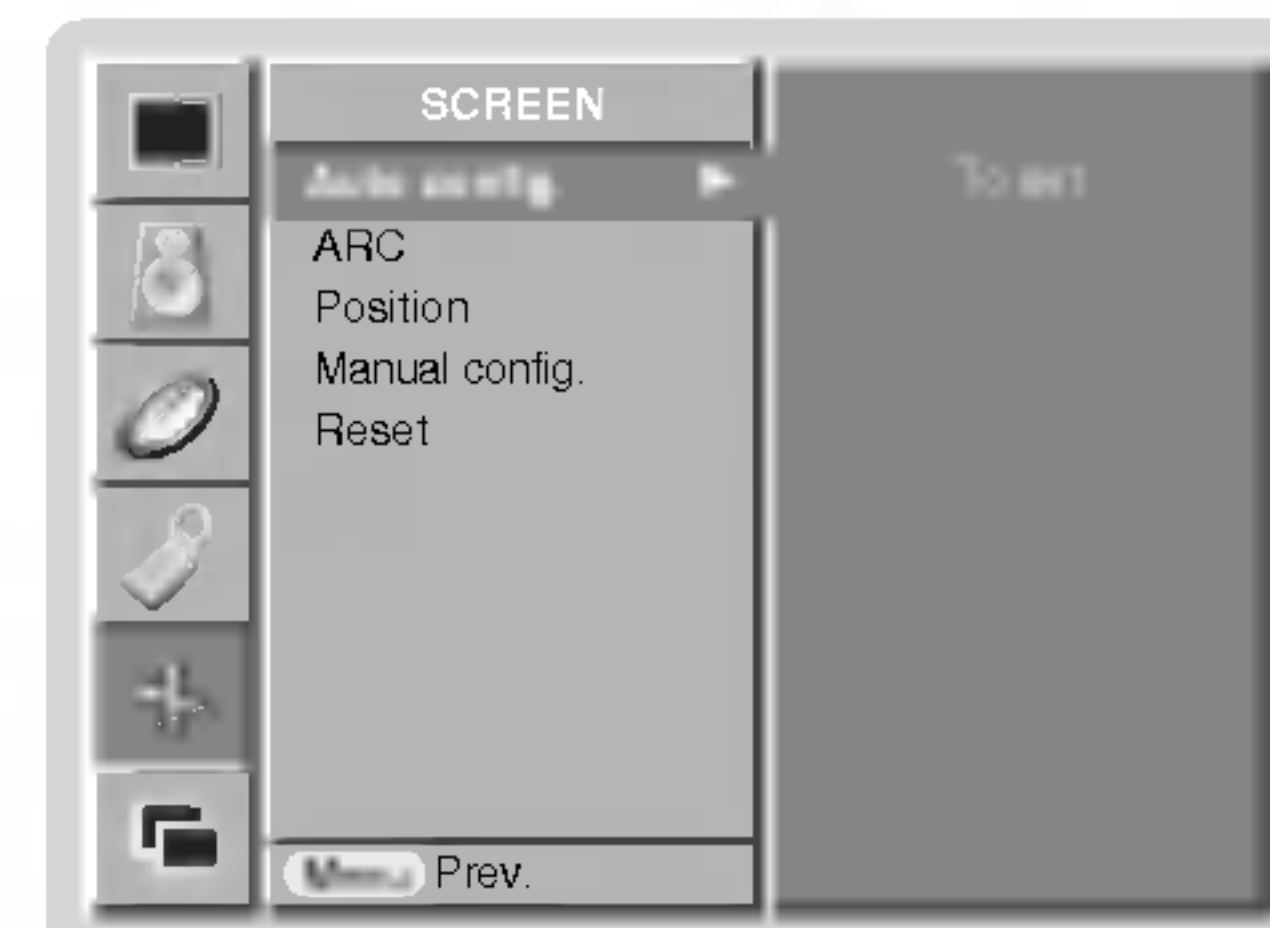 SCREEN
Auto config.
To set
ARC
Position
Manual config.
Reset
Menu Prev.